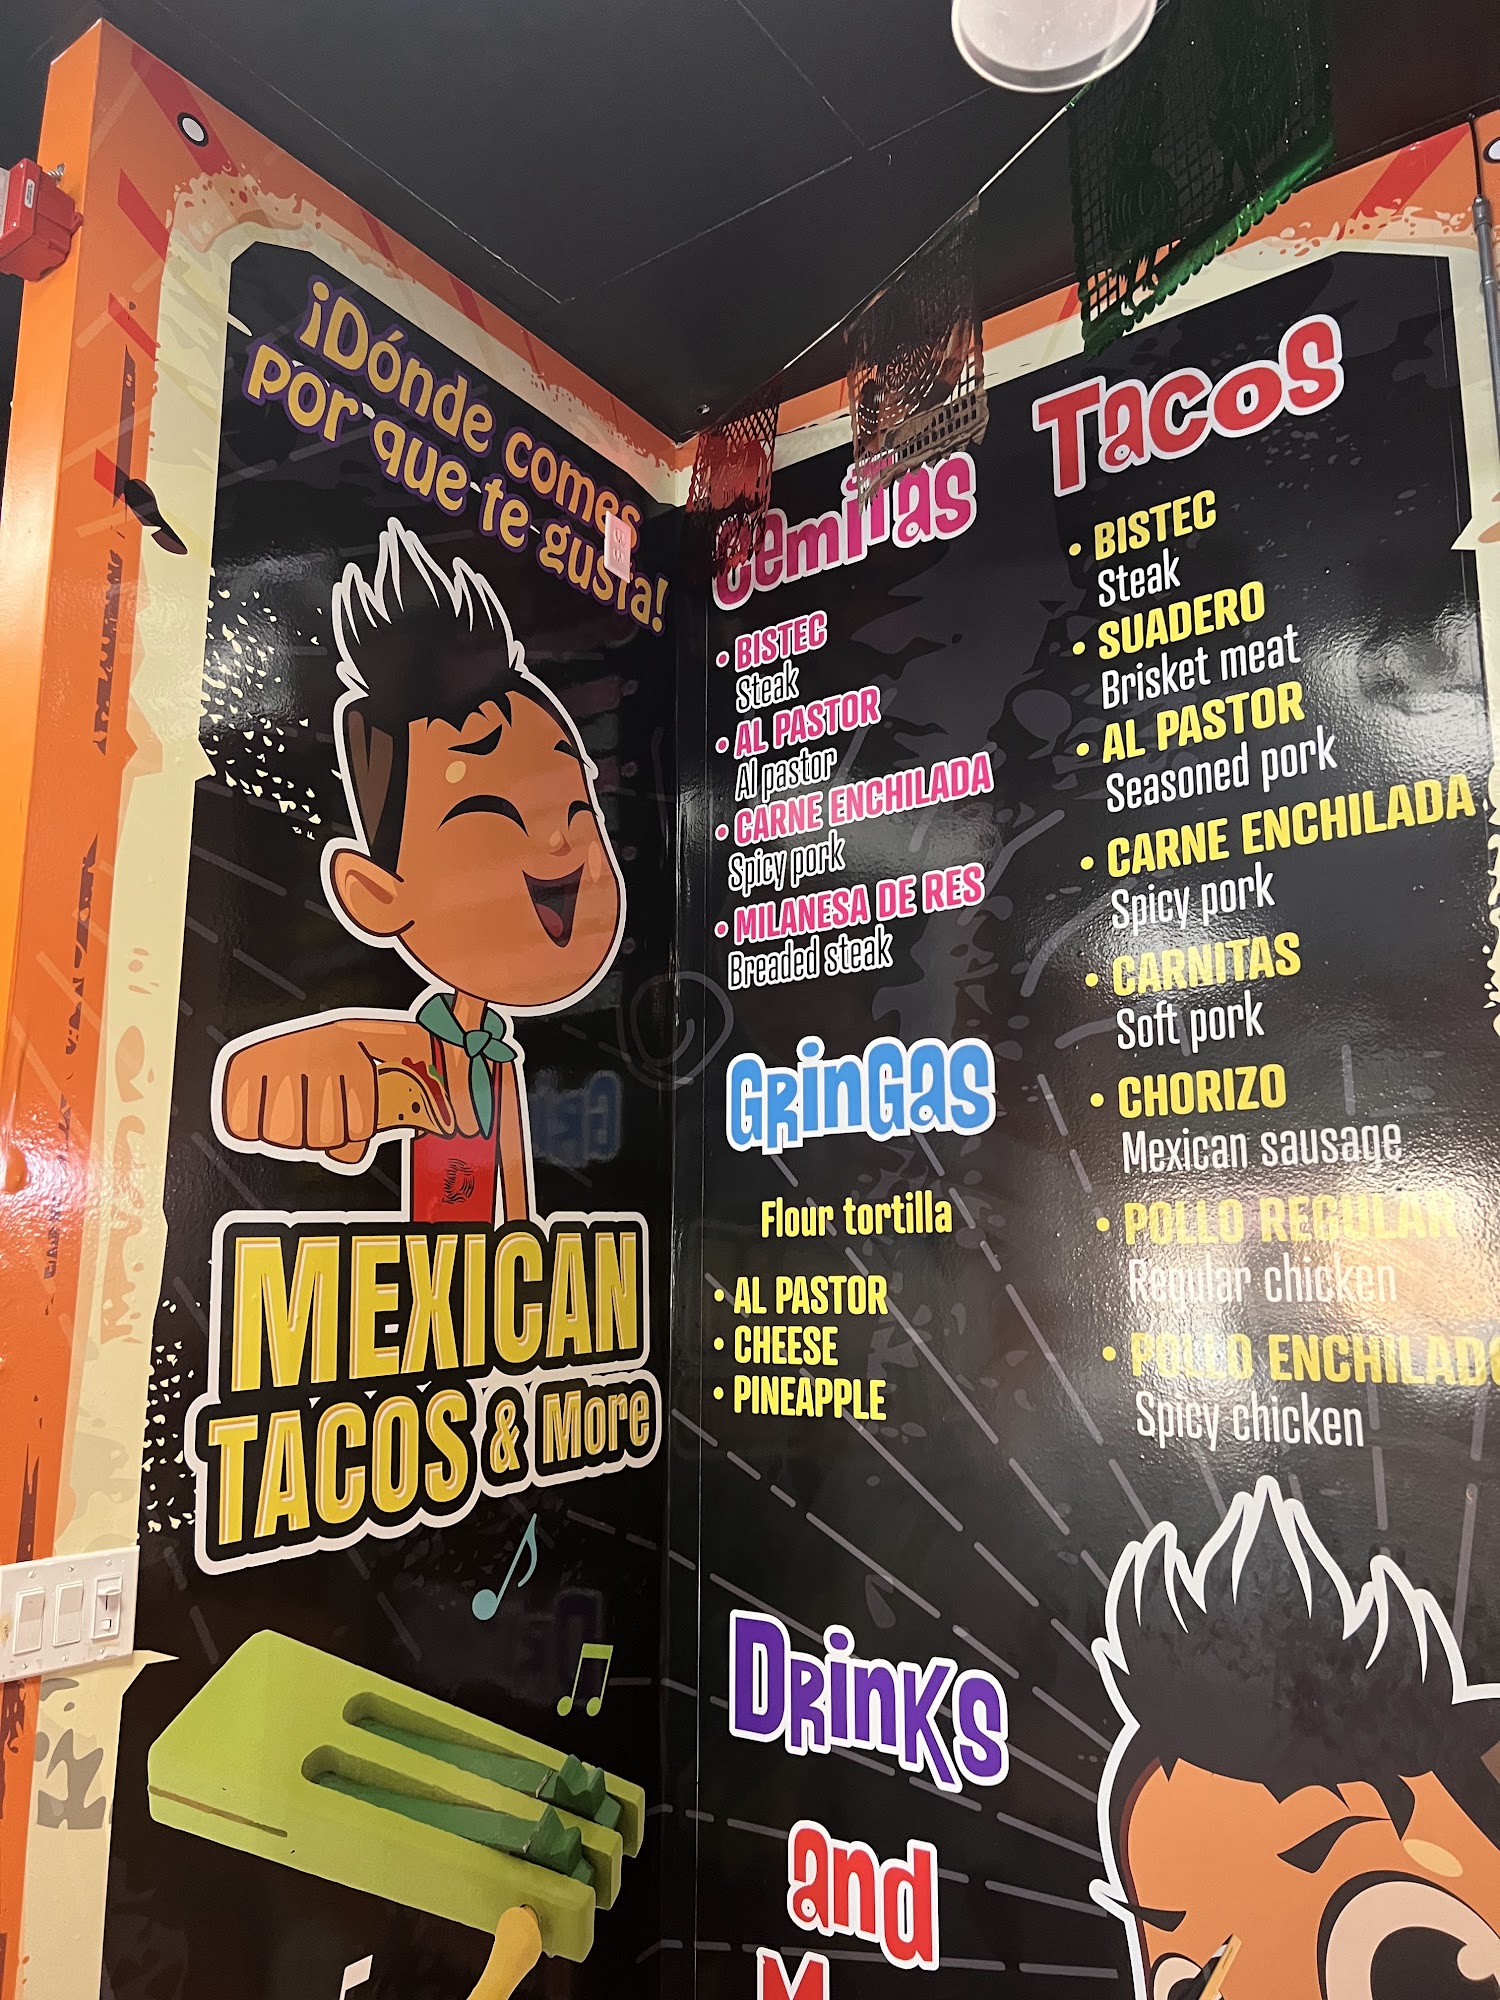 ¡Dónde comes
por que te gusta!
MEXICAN
TACOS & More
Cemitas
• BISTEC
Steak
• AL PASTOR
Al pastor
• CARNE ENCHILADA
Spicy pork
• MILANESA DE RES
Breaded steak
GRinGas
Flour tortilla
• AL PASTOR
• CHEESE
• PINEAPPLE
DRinKS
and
Tacos
• BISTEC
Steak
• SUADERO
Brisket meat
• AL PASTOR
Seasoned pork
• CARNE ENCHILADA
Spicy pork
• CARNITAS
Soft pork
• CHORIZO
Mexican sausage
• POLLO REGULAR
Regular chicken
• POLLO ENCHILADO
Spicy chicken